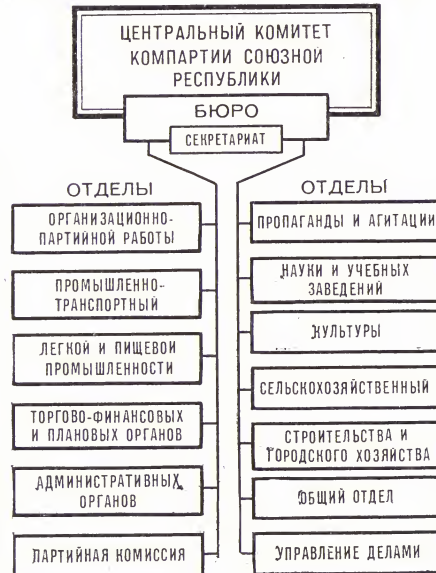 ЦЕНТРАЛЬНЫЙ КОМИТЕТ
КОМПАРТИИ СОЮЗНОЙ
РЕСПУБЛИКИ
БЮРО
СЕКРЕТАРИАТ
ОТДЕЛЫ
ОРГАНИЗАЦИОННО-
ПАРТИЙНОЙ РАБОТЫ
ПРОМЫШЛЕННО-
ТРАНСПОРТНЫЙ
ЛЕГКОЙ И ПИЩЕВОЙ
ПРОМЫШЛЕННОСТИ
ТОРГОВО-ФИНАНСОВЫХ
И ПЛАНОВЫХ ОРГАНОВ
АДМИНИСТРАТИВНЫХ
ОРГАНОВ
ПАРТИЙНАЯ КОМИССИЯ
ОТДЕЛЫ
ПРОПАГАНДЫ И АГИТАЦИИ
НАУКИ И УЧЕБНЫХ
ЗАВЕДЕНИЙ
КУЛЬТУРЫ
СЕЛЬСКОХОЗЯЙСТВЕННЫЙ
СТРОИТЕЛЬСТВА И
ГОРОДСКОГО ХОЗЯЙСТВА
ОБЩИЙ ОТДЕЛ
УПРАВЛЕНИЕ ДЕЛАМИ